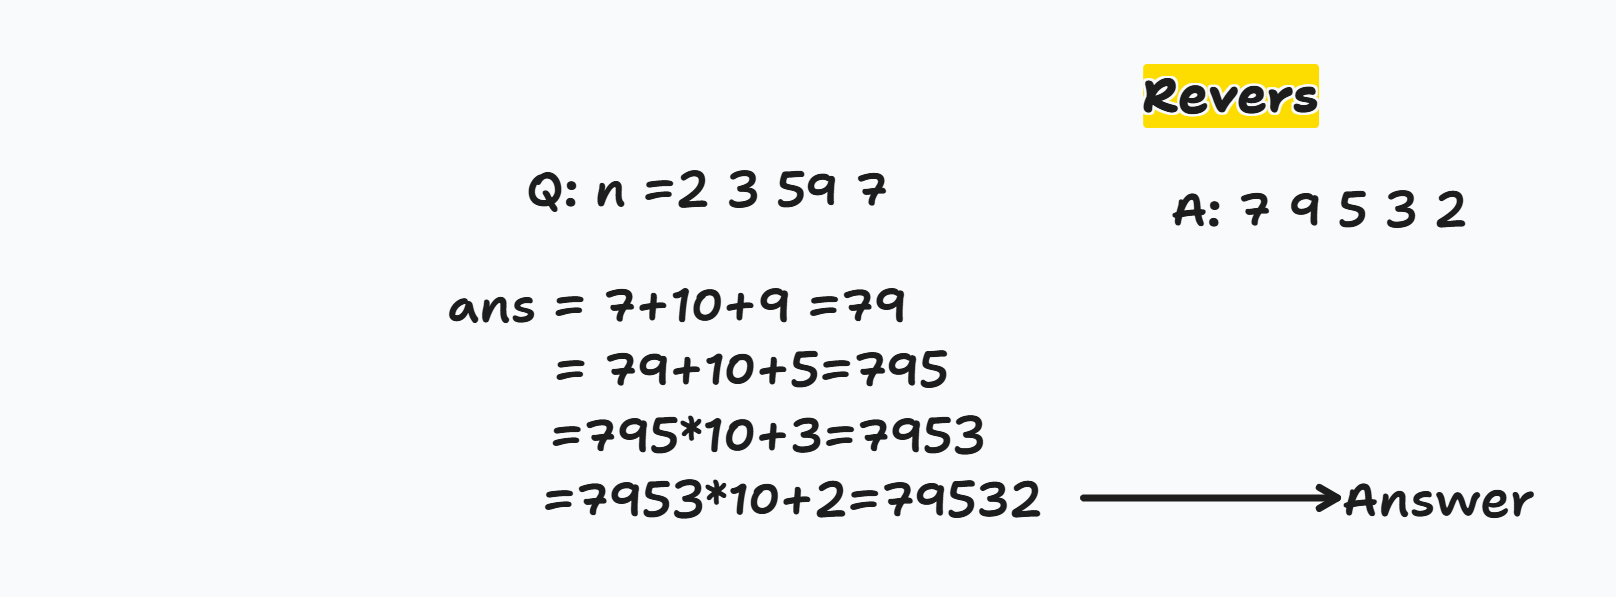 Revers
Q: n =2 3 59 7
A: 7 9 5 3 2
ans = 7+10+9 =79
= 79+10+5=795
=795*10+3=7953
=7953*10+2=79532
Answer